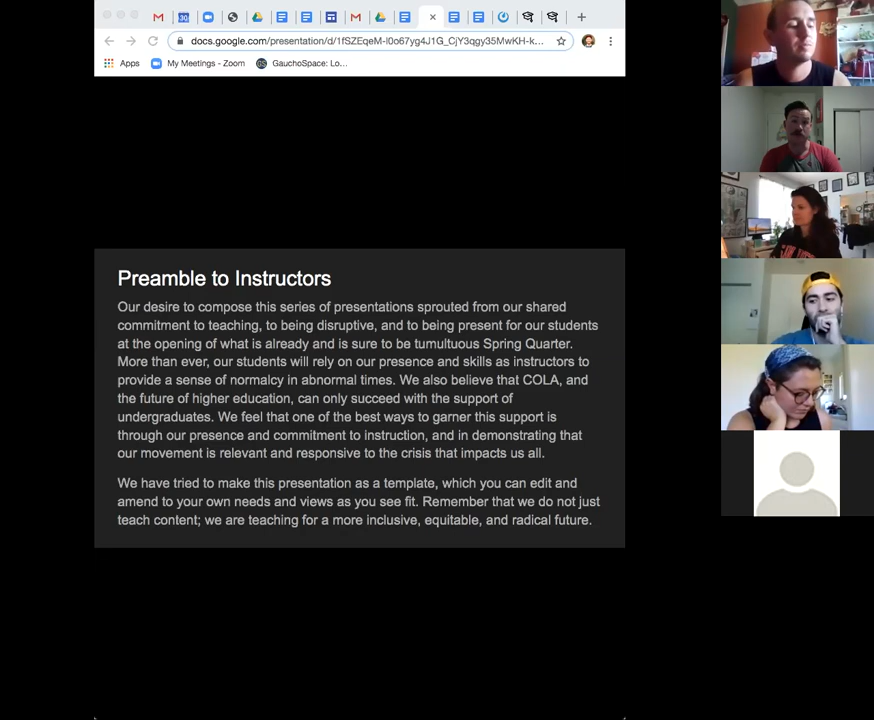 docs.google.com/presentation/d/1fSZEqeM-I0o67yg4J1G_CjY3qgy35MwKH-k...
Apps My Meetings - Zoom GauchoSpace: Lo...
Preamble to Instructors
Our desire to compose this series of presentations sprouted from our shared
commitment to teaching, to being disruptive, and to being present for our students
at the opening of what is already and is sure to be tumultuous Spring Quarter.
More than ever, our students will rely on our presence and skills as instructors to
provide a sense of normalcy in abnormal times. We also believe that COLA, and
the future of higher education, can only succeed with the support of
undergraduates. We feel that one of the best ways to garner this support is
through our presence and commitment to instruction, and in demonstrating that
our movement is relevant and responsive to the crisis that impacts us all.
We have tried to make this presentation as a template, which you can edit and
amend to your own needs and views as you see fit. Remember that we do not just
teach content; we are teaching for a more inclusive, equitable, and radical future.